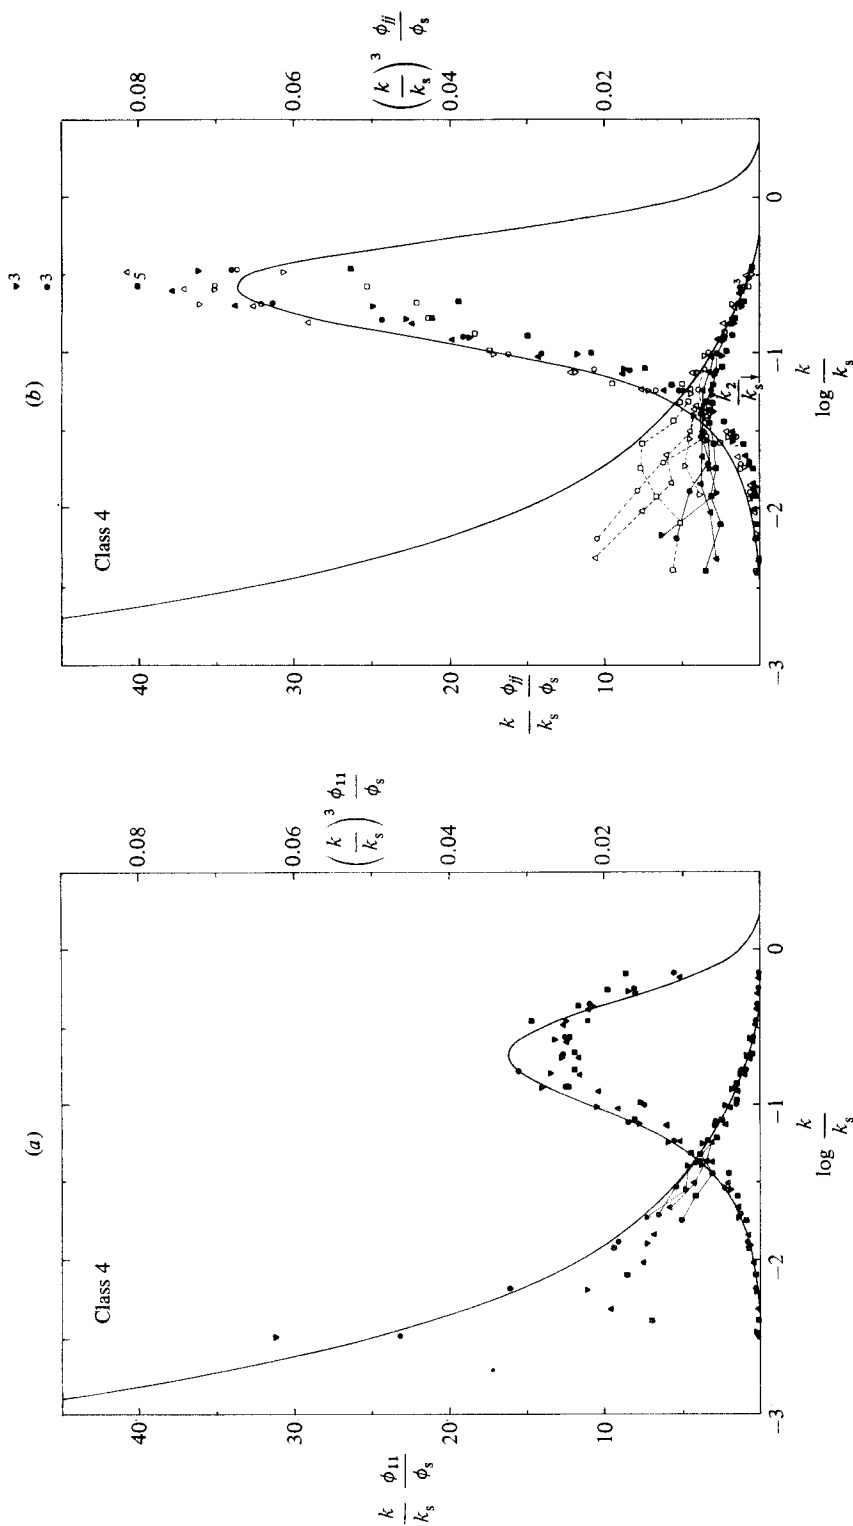 (a)
Class 4
40
30
20
10
k/k_s φ_11/φ_s
0.08
0.06
0.04
0.02
(k/k_s)^3 φ_11/φ_s
−3
−2
−1
0
log k/k_s
(b)
Class 4
3
3
5
3
k_2/k_s
40
30
20
10
k/k_s φ_jj/φ_s
0.08
0.06
0.04
0.02
(k/k_s)^3 φ_jj/φ_s
−3
−2
−1
0
log k/k_s